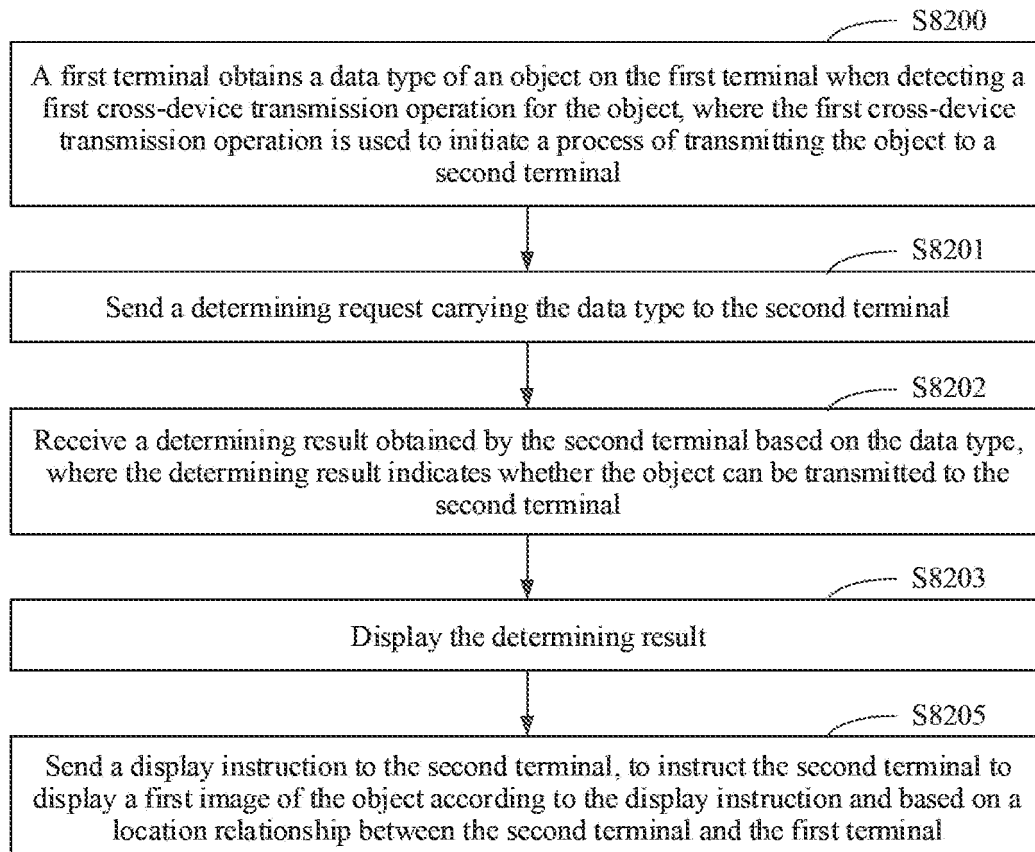 S8200
A first terminal obtains a data type of an object on the first terminal when detecting a
first cross-device transmission operation for the object, where the first cross-device
transmission operation is used to initiate a process of transmitting the object to a
second terminal
S8201
Send a determining request carrying the data type to the second terminal
S8202
Receive a determining result obtained by the second terminal based on the data type,
where the determining result indicates whether the object can be transmitted to the
second terminal
S8203
Display the determining result
S8205
Send a display instruction to the second terminal, to instruct the second terminal to
display a first image of the object according to the display instruction and based on a
location relationship between the second terminal and the first terminal